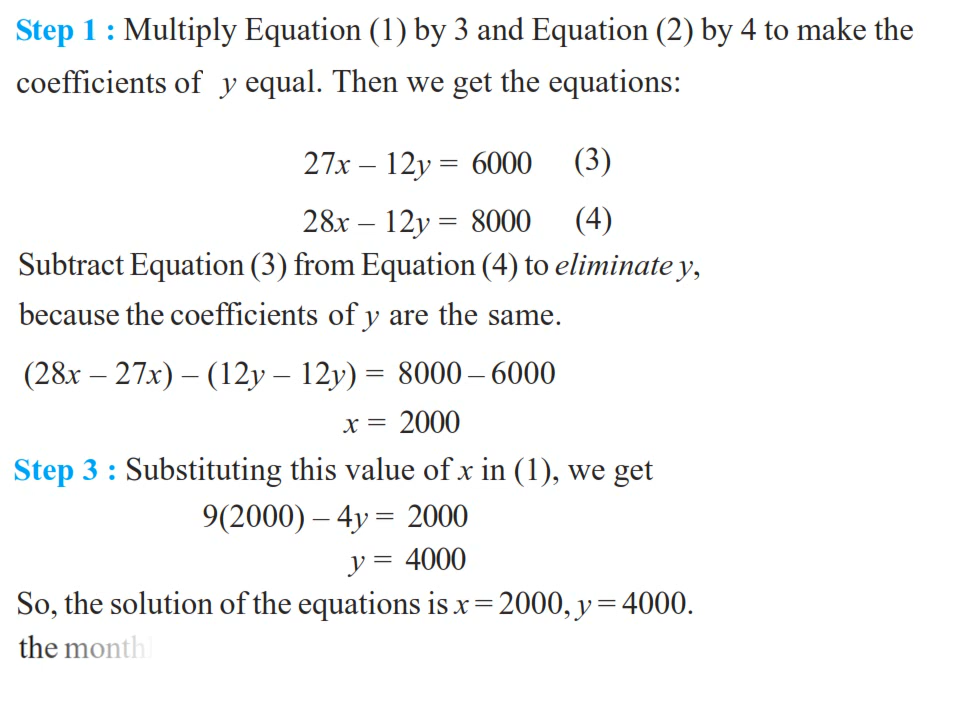 Step 1 : Multiply Equation (1) by 3 and Equation (2) by 4 to make the
coefficients of y equal. Then we get the equations:
27x – 12y = 6000 (3)
28x – 12y = 8000 (4)
Subtract Equation (3) from Equation (4) to eliminate y,
because the coefficients of y are the same.
(28x – 27x) – (12y – 12y) = 8000 – 6000
x = 2000
Step 3 : Substituting this value of x in (1), we get
9(2000) – 4y = 2000
y = 4000
So, the solution of the equations is x = 2000, y = 4000.
the month